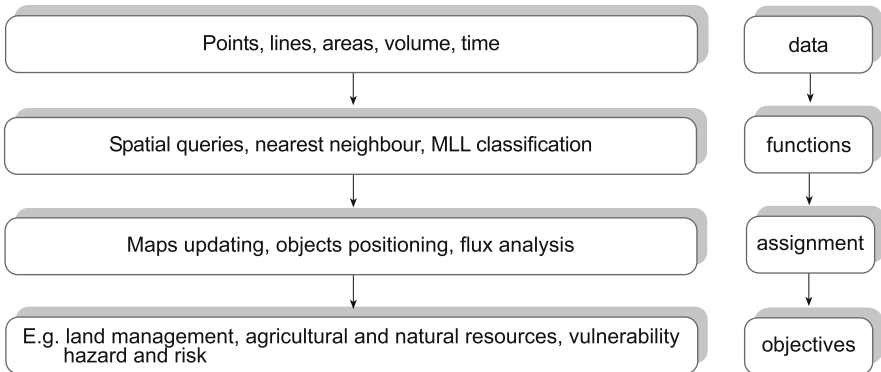 Points, lines, areas, volume, time
data
Spatial queries, nearest neighbour, MLL classification
functions
Maps updating, objects positioning, flux analysis
assignment
E.g. land management, agricultural and natural resources, vulnerability
hazard and risk
objectives